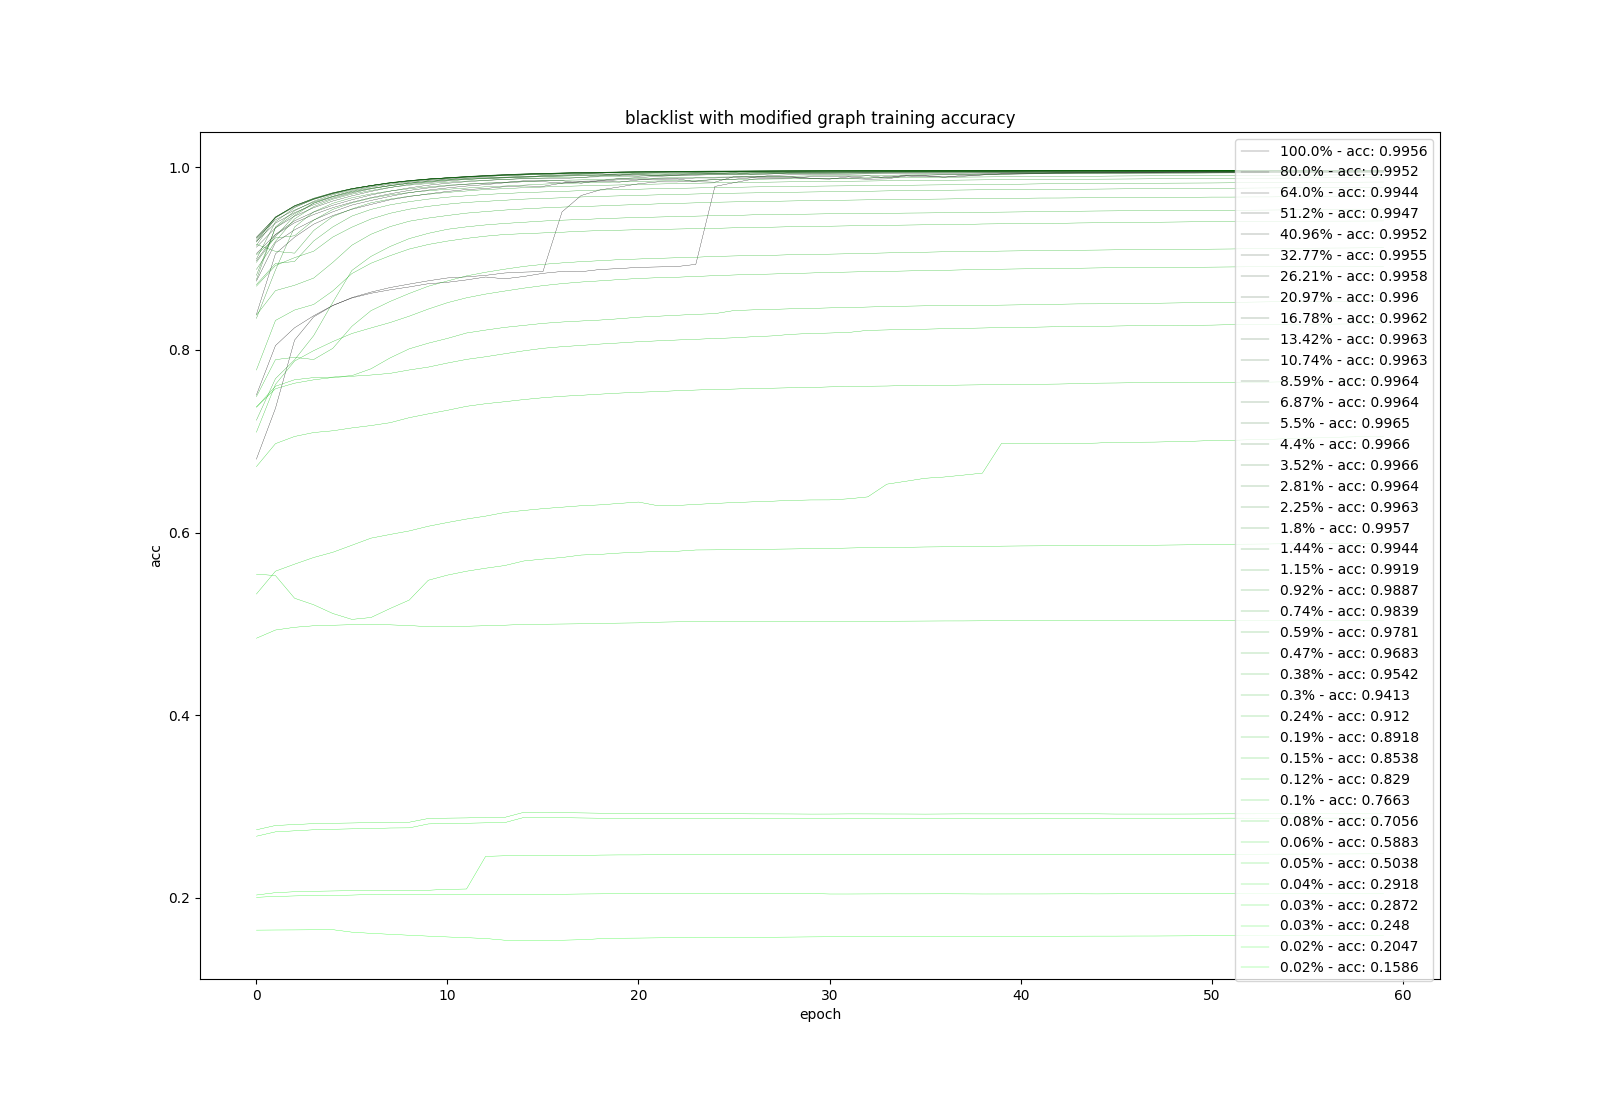 blacklist with modified graph training accuracy
acc
1.0
0.8
0.6
0.4
0.2
100.0% - acc: 0.9956
80.0% - acc: 0.9952
64.0% - acc: 0.9944
51.2% - acc: 0.9947
40.96% - acc: 0.9952
32.77% - acc: 0.9955
26.21% - acc: 0.9958
20.97% - acc: 0.996
16.78% - acc: 0.9962
13.42% - acc: 0.9963
10.74% - acc: 0.9963
8.59% - acc: 0.9964
6.87% - acc: 0.9964
5.5% - acc: 0.9965
4.4% - acc: 0.9966
3.52% - acc: 0.9966
2.81% - acc: 0.9964
2.25% - acc: 0.9963
1.8% - acc: 0.9957
1.44% - acc: 0.9944
1.15% - acc: 0.9919
0.92% - acc: 0.9887
0.74% - acc: 0.9839
0.59% - acc: 0.9781
0.47% - acc: 0.9683
0.38% - acc: 0.9542
0.3% - acc: 0.9413
0.24% - acc: 0.912
0.19% - acc: 0.8918
0.15% - acc: 0.8538
0.12% - acc: 0.829
0.1% - acc: 0.7663
0.08% - acc: 0.7056
0.06% - acc: 0.5883
0.05% - acc: 0.5038
0.04% - acc: 0.2918
0.03% - acc: 0.2872
0.03% - acc: 0.248
0.02% - acc: 0.2047
0.02% - acc: 0.1586
0 10 20 30 40 50 60
epoch